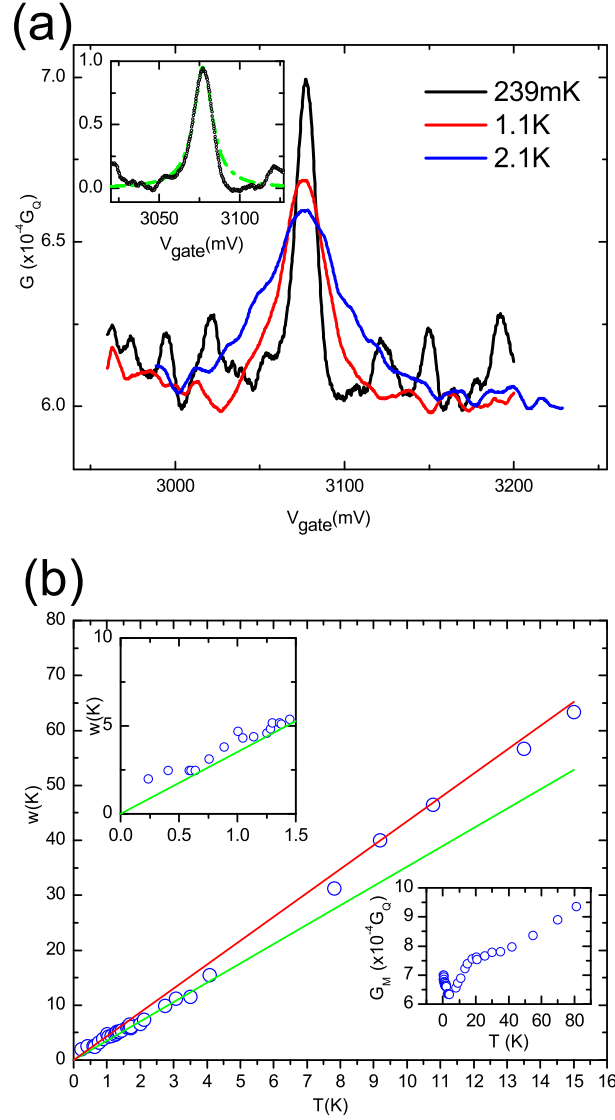 (a)
1.0
0.5
0.0
3050 3100
V_gate(mV)
239mK
1.1K
2.1K
7.0
6.5
6.0
G (x10⁻⁴G_Q)
3000 3100 3200
V_gate(mV)
(b)
80
70
60
50
40
30
20
10
0
w(K)
10
5
0
w(K)
0.0 0.5 1.0 1.5
10
9
8
7
6
G_M (x10⁻⁴G_Q)
0 20 40 60 80
T (K)
0 1 2 3 4 5 6 7 8 9 10 11 12 13 14 15 16
T(K)